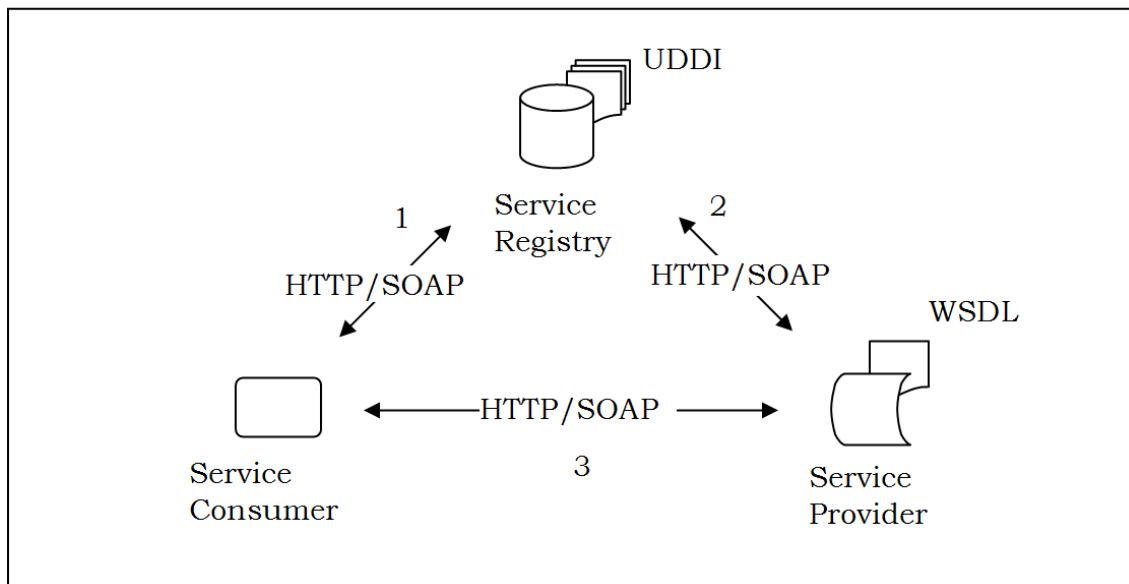 UDDI
Service
Registry
1
2
HTTP/SOAP
HTTP/SOAP
WSDL
HTTP/SOAP
3
Service
Consumer
Service
Provider